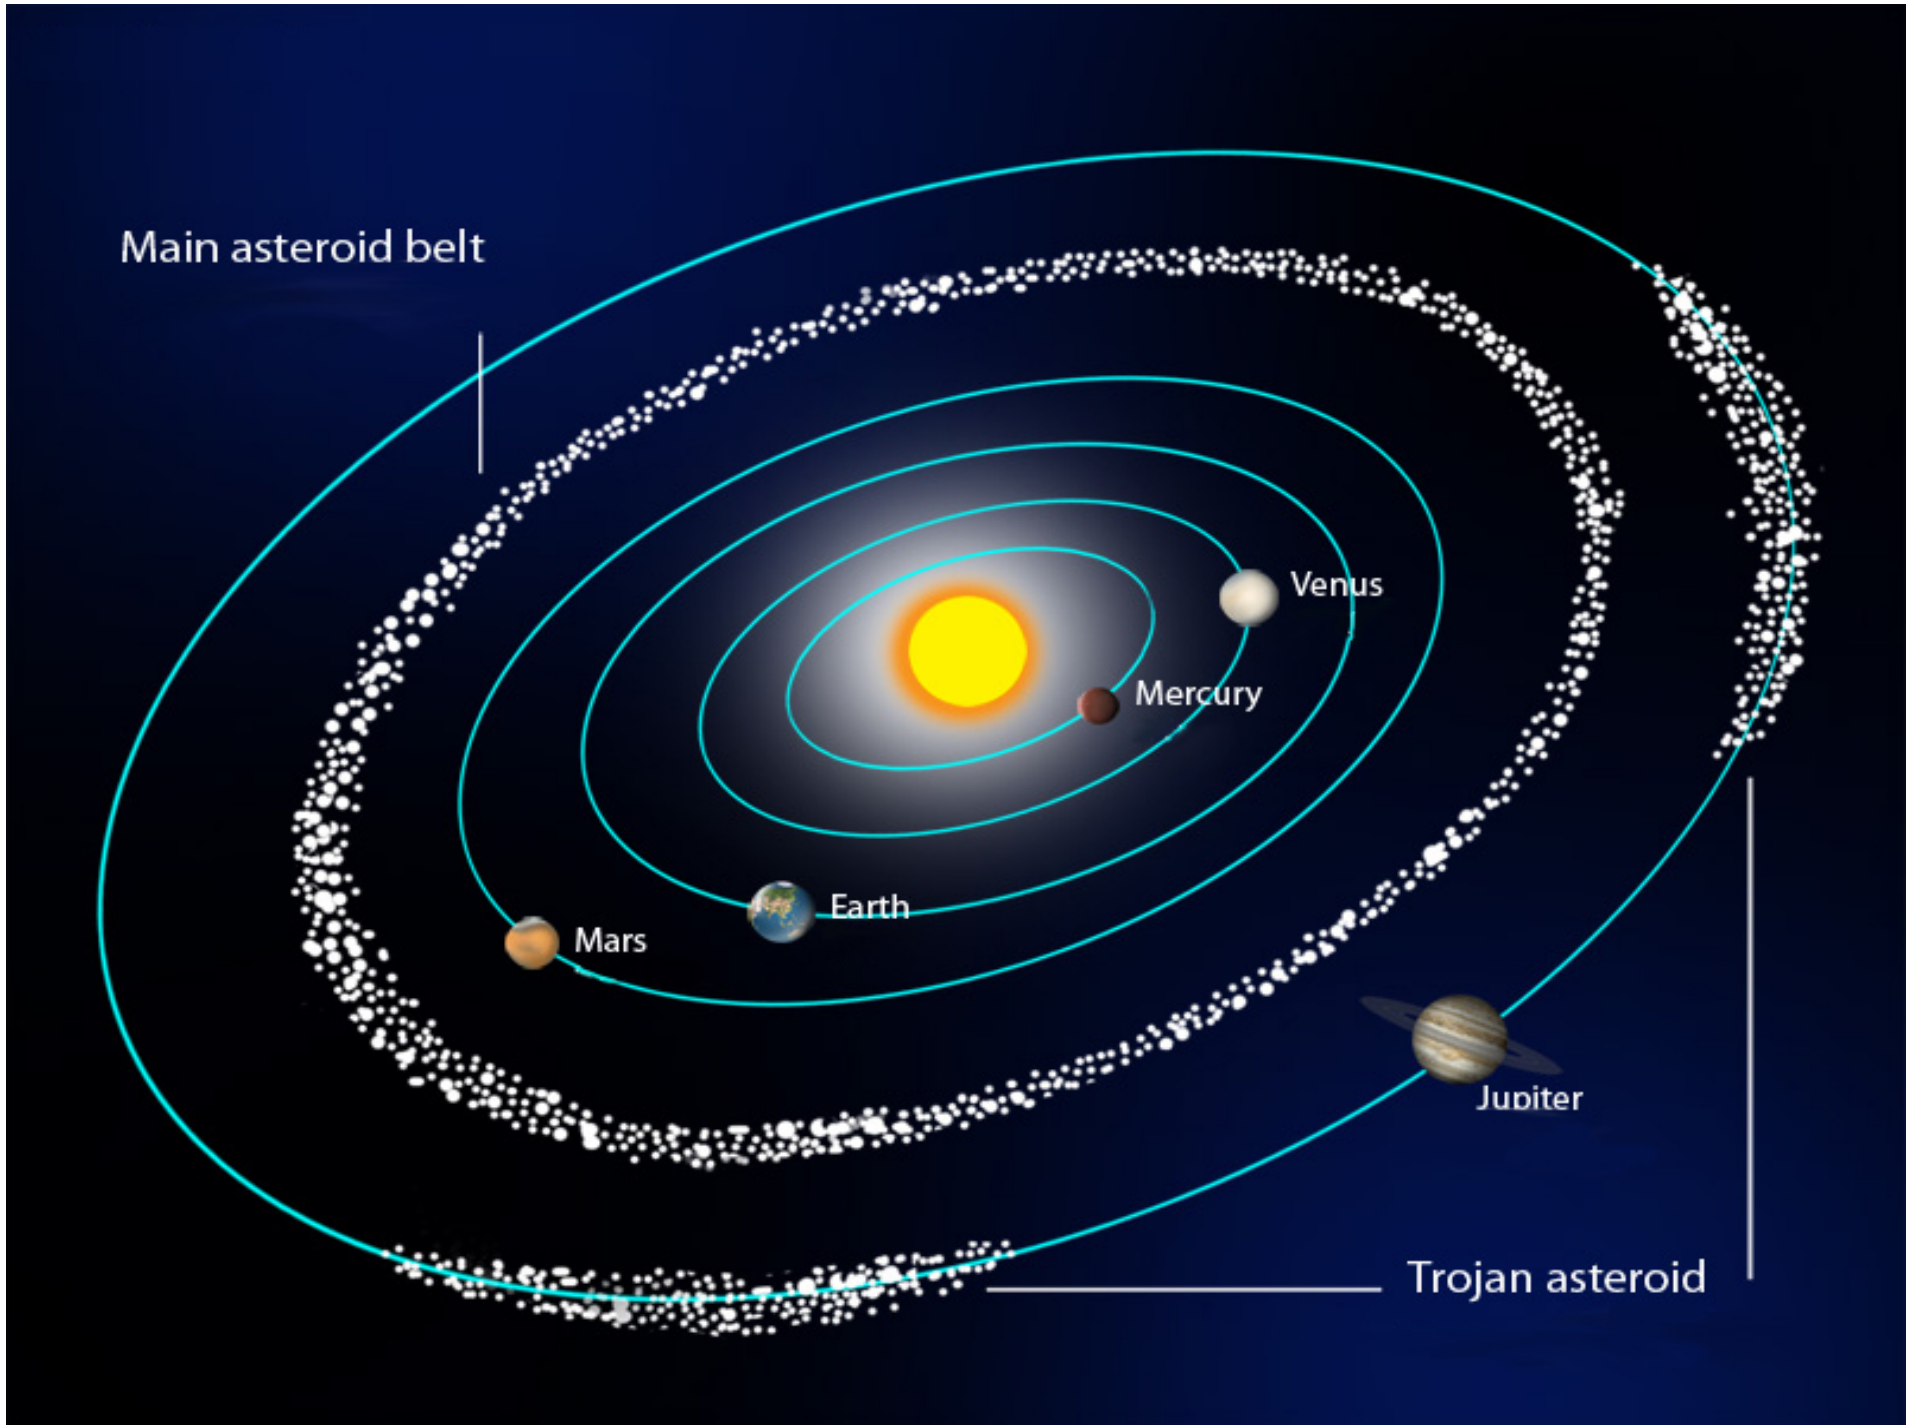 Main asteroid belt
Venus
Mercury
Earth
Mars
Jupiter
Trojan asteroid